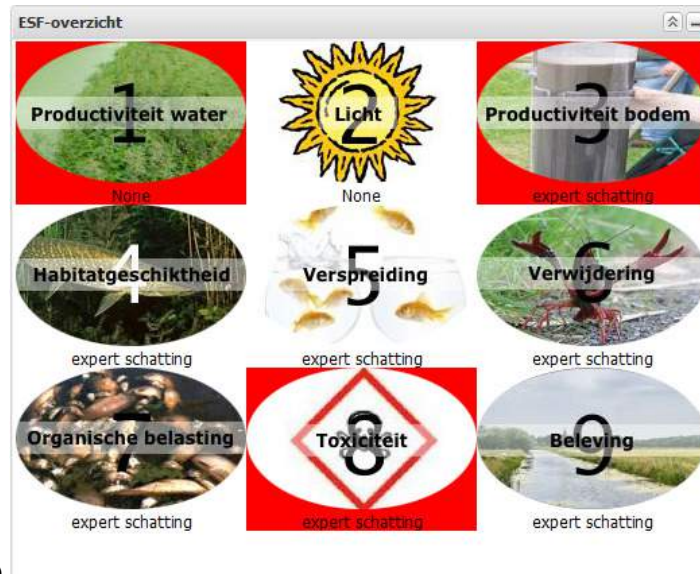 ESF-overzicht
1
Productiviteit water
None
2
Licht
None
3
Productiviteit bodem
expert schatting
4
Habitatgeschiktheid
expert schatting
5
Verspreiding
expert schatting
6
Verwijdering
expert schatting
7
Organische belasting
expert schatting
8
Toxiciteit
expert schatting
9
Beleving
expert schatting